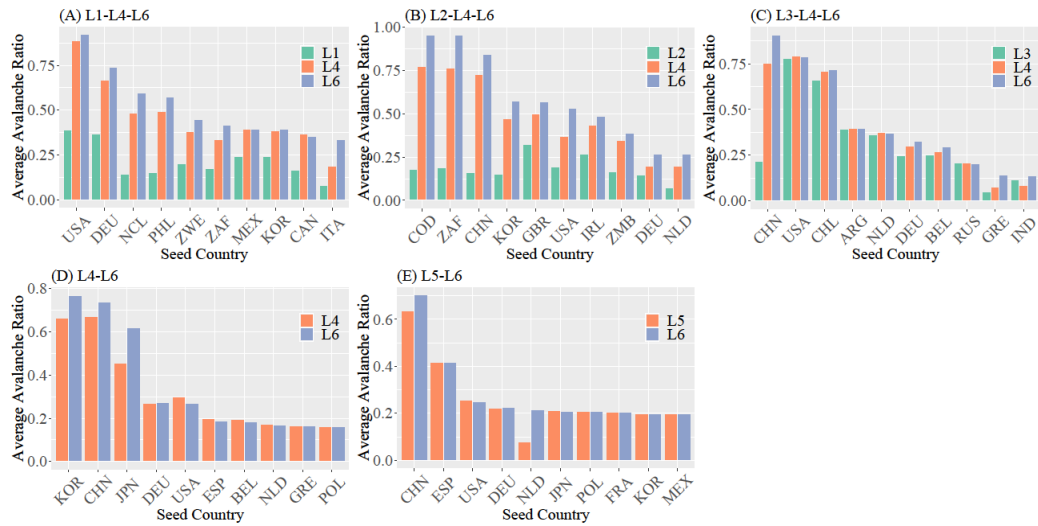 (A) L1-L4-L6
Average Avalanche Ratio
0.75
0.50
0.25
0.00
L1
L4
L6
USA DEU NCL PHL ZWE ZAF MEX KOR CAN ITA
Seed Country
(B) L2-L4-L6
Average Avalanche Ratio
1.00
0.75
0.50
0.25
0.00
L2
L4
L6
COD ZAF CHN KOR GBR USA IRL ZMB DEU NLD
Seed Country
(C) L3-L4-L6
Average Avalanche Ratio
0.75
0.50
0.25
0.00
L3
L4
L6
CHN USA CHL ARG NLD DEU BEL RUS GRE IND
Seed Country
(D) L4-L6
Average Avalanche Ratio
0.8
0.6
0.4
0.2
0.0
L4
L6
KOR CHN JPN DEU USA ESP BEL NLD GRE POL
Seed Country
(E) L5-L6
Average Avalanche Ratio
0.6
0.4
0.2
0.0
L5
L6
CHN ESP USA DEU NLD JPN POL FRA KOR MEX
Seed Country